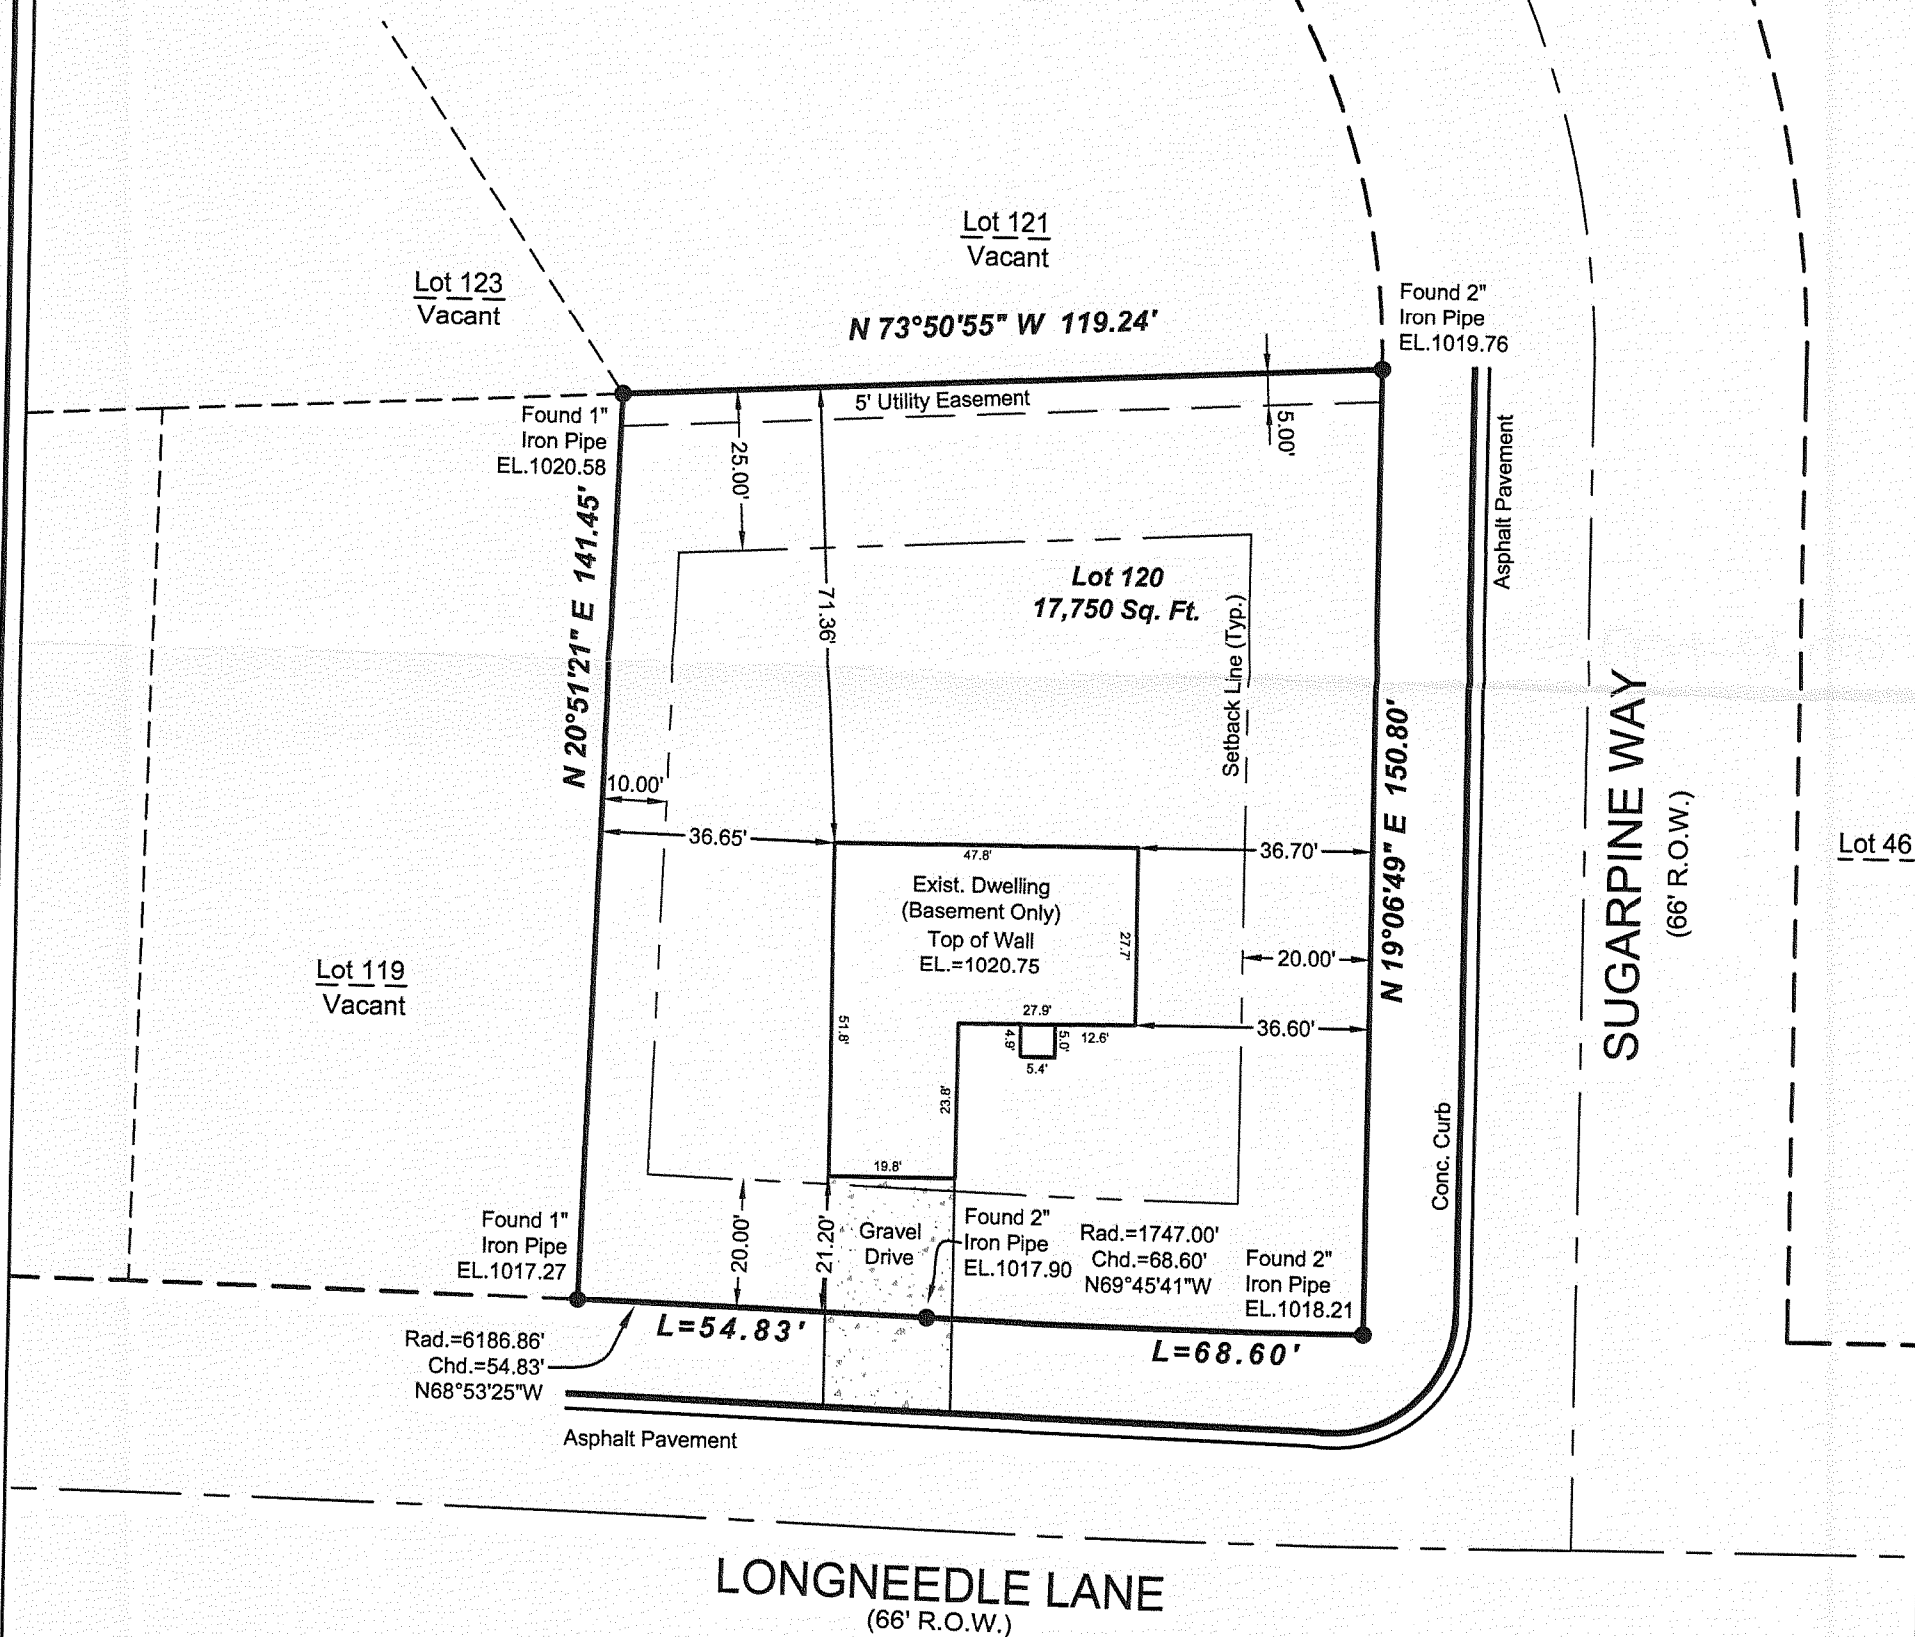 Lot 121
Vacant
Lot 123
Vacant
N 73°50'55" W 119.24'
Found 2"
Iron Pipe
EL.1019.76
Found 1"
Iron Pipe
EL.1020.58
5' Utility Easement
5.00'
25.00'
Asphalt Pavement
N 20°51'21" E 141.45'
71.36'
Lot 120
17,750 Sq. Ft.
Setback Line (Typ.)
10.00'
36.65'
47.8'
36.70'
N 19°06'49" E 150.80'
SUGARPINE WAY
(66' R.O.W.)
Lot 46
Exist. Dwelling
(Basement Only)
Top of Wall
EL.=1020.75
27.7'
20.00'
Lot 119
Vacant
51.8'
27.9'
4.9'
5.0'
12.6'
5.4'
36.60'
23.8'
19.8'
Conc. Curb
Found 1"
Iron Pipe
EL.1017.27
20.00'
21.20'
Gravel
Drive
Found 2"
Iron Pipe
EL.1017.90
Rad.=1747.00'
Chd.=68.60'
N69°45'41"W
Found 2"
Iron Pipe
EL.1018.21
Rad.=6186.86'
Chd.=54.83'
N68°53'25"W
L=54.83'
L=68.60'
Asphalt Pavement
LONGNEEDLE LANE
(66' R.O.W.)